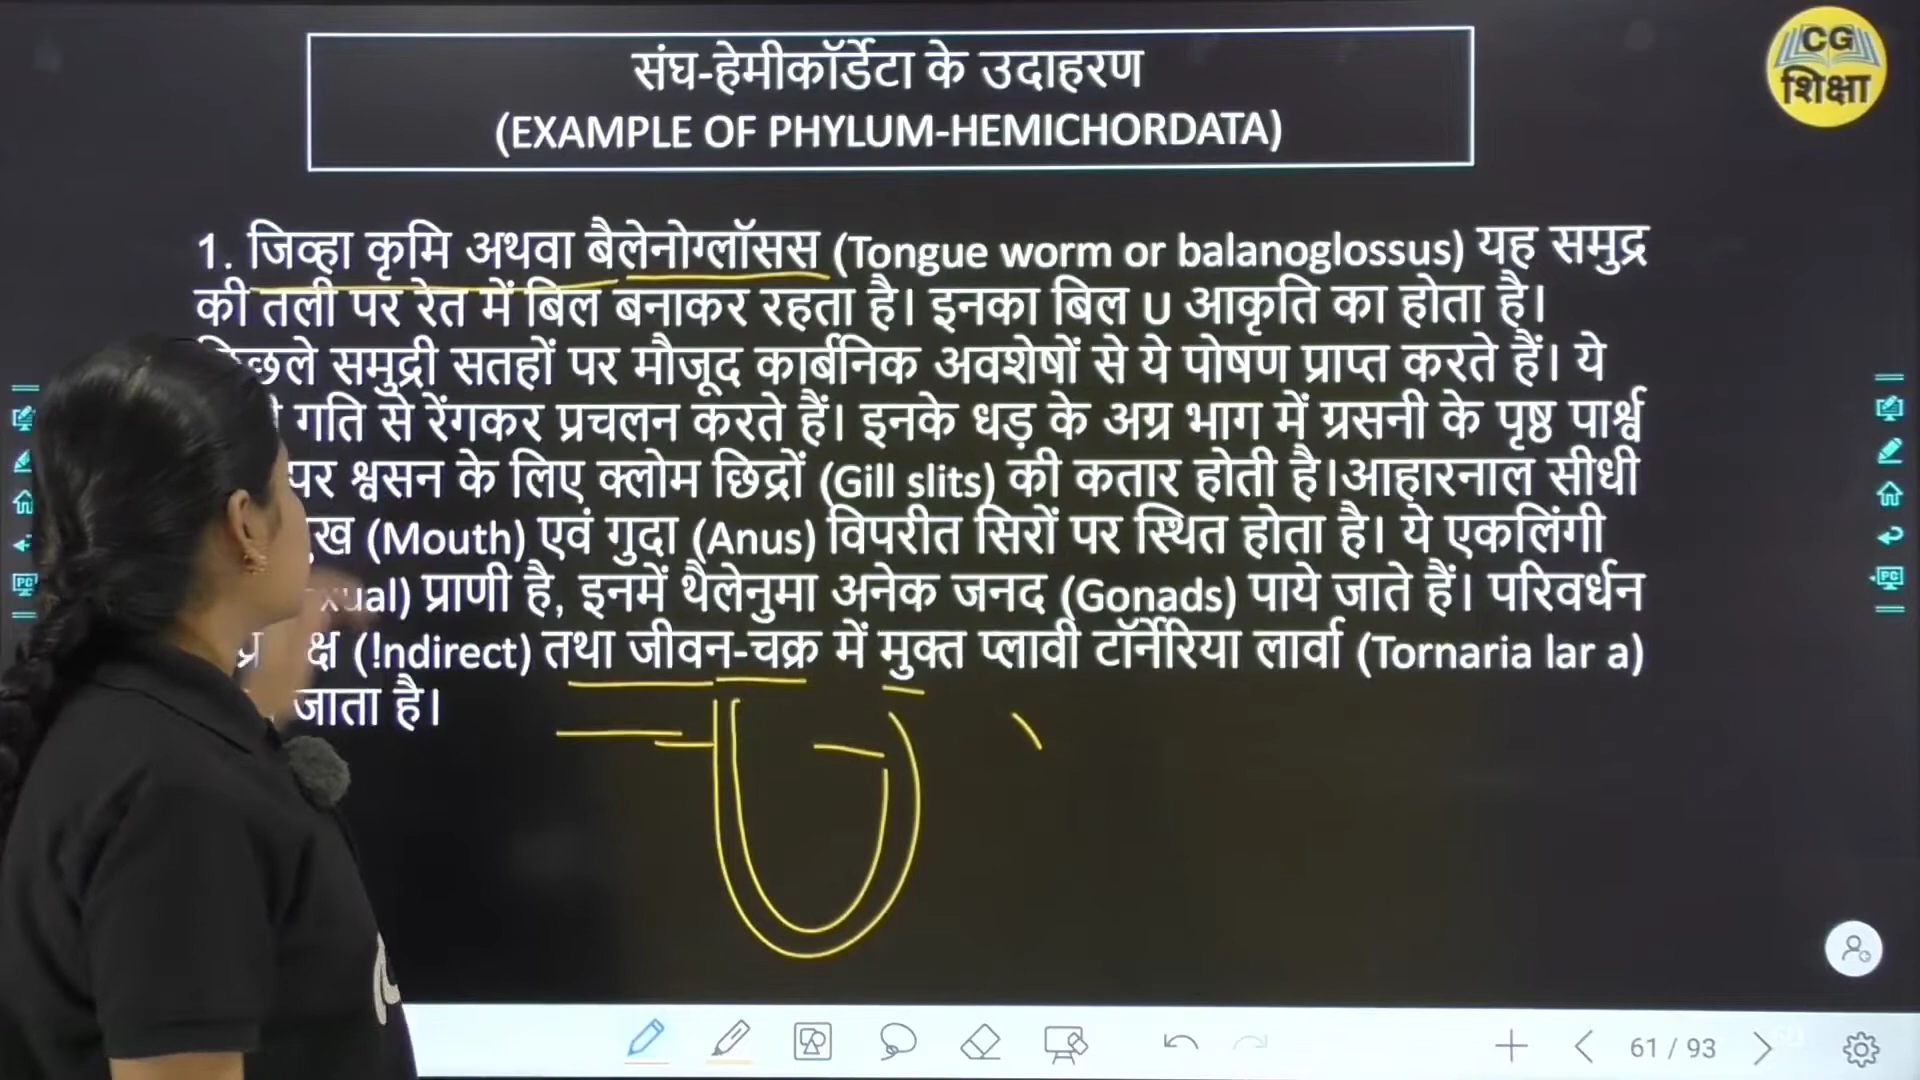 संघ-हेमीकॉर्डेटा के उदाहरण
(EXAMPLE OF PHYLUM-HEMICHORDATA)
CG
शिक्षा
1. जिव्हा कृमि अथवा बैलेनोग्लॉसस (Tongue worm or balanoglossus) यह समुद्र
की तली पर रेत में बिल बनाकर रहता है। इनका बिल U आकृति का होता है।
समुद्री सतहों पर मौजूद कार्बनिक अवशेषों से ये पोषण प्राप्त करते हैं। ये
गति से रेंगकर प्रचलन करते हैं। इनके धड़ के अग्र भाग में ग्रसनी के पृष्ठ पार्श्व
पर श्वसन के लिए क्लोम छिद्रों (Gill slits) की कतार होती है।आहारनाल सीधी
(Mouth) एवं गुदा (Anus) विपरीत सिरों पर स्थित होता है। ये एकलिंगी
प्राणी है, इनमें थैलेनुमा अनेक जनद (Gonads) पाये जाते हैं। परिवर्धन
(Indirect) तथा जीवन-चक्र में मुक्त प्लावी टॉर्नेरिया लार्वा (Tornaria lar a)
जाता है।
61 / 93